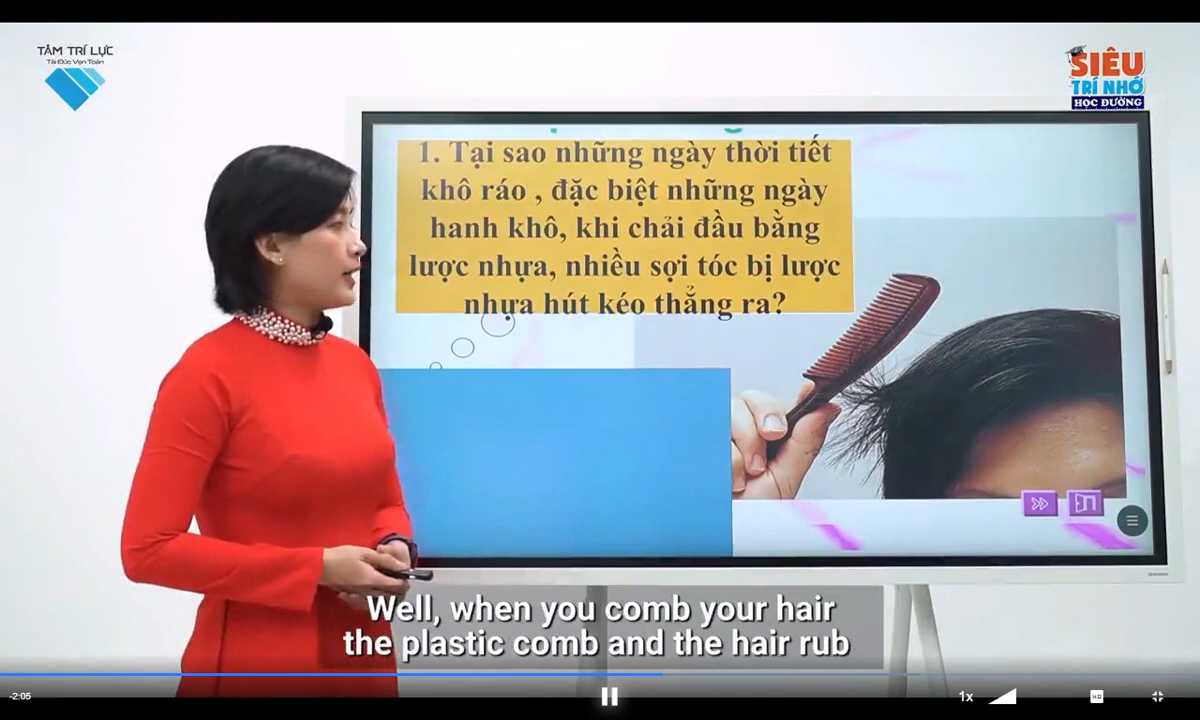 TÂM TRÍ LỰC
Tài Đức Vẹn Toàn
SIÊU
TRÍ NHỚ
HỌC ĐƯỜNG
1. Tại sao những ngày thời tiết
khô ráo , đặc biệt những ngày
hanh khô, khi chải đầu bằng
lược nhựa, nhiều sợi tóc bị lược
nhựa hút kéo thẳng ra?
Well, when you comb your hair
the plastic comb and the hair rub
-2:05
1x
HD